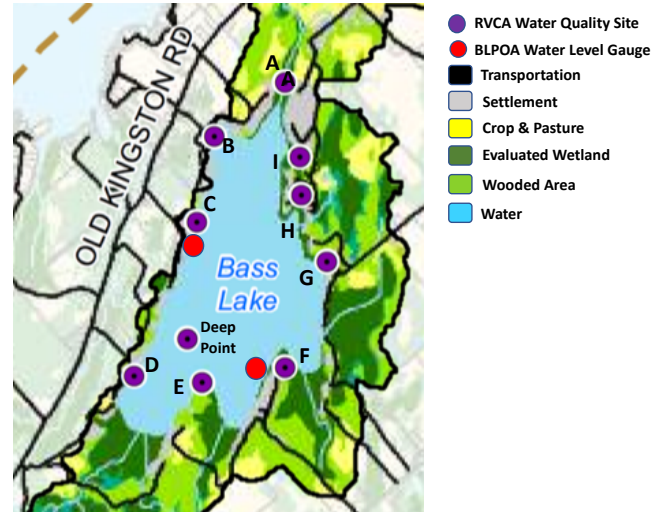 A
A
B
I
C
H
G
OLD KINGSTON RD
Bass
Lake
Deep
Point
D
E
F
RVCA Water Quality Site
BLPOA Water Level Gauge
Transportation
Settlement
Crop & Pasture
Evaluated Wetland
Wooded Area
Water